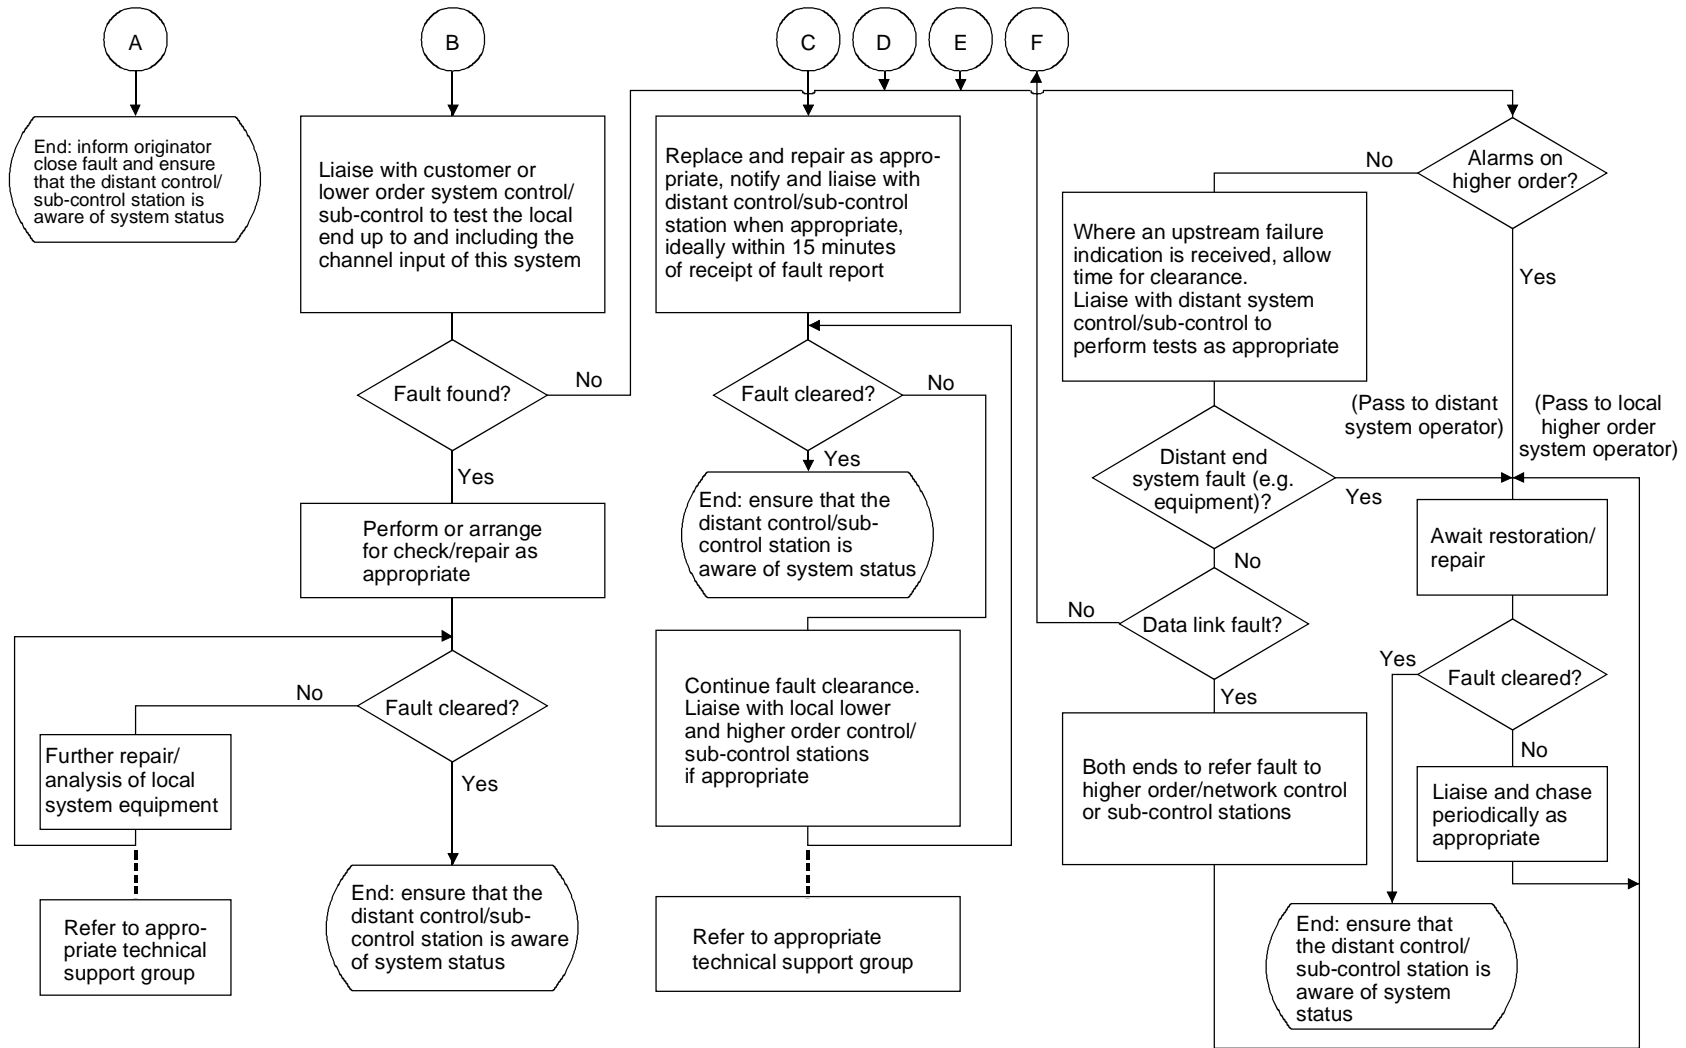 A
B
C
D
E
F
End: inform originator
close fault and ensure
that the distant control/
sub-control station is
aware of system status
Liaise with customer or
lower order system control/
sub-control to test the local
end up to and including the
channel input of this system
Fault found?
No
Yes
Perform or arrange
for check/repair as
appropriate
Fault cleared?
No
Yes
Further repair/
analysis of local
system equipment
Refer to appro-
priate technical
support group
End: ensure that the
distant control/sub-
control station is aware
of system status
Replace and repair as appro-
priate, notify and liaise with
distant control/sub-control
station when appropriate,
ideally within 15 minutes
of receipt of fault report
Fault cleared?
No
Yes
End: ensure that the
distant control/sub-
control station is
aware of system status
Continue fault clearance.
Liaise with local lower
and higher order control/
sub-control stations
if appropriate
Refer to appropriate
technical support group
Alarms on
higher order?
No
Yes
Where an upstream failure
indication is received, allow
time for clearance.
Liaise with distant system
control/sub-control to
perform tests as appropriate
(Pass to distant
system operator)
(Pass to local
higher order
system operator)
Distant end
system fault (e.g.
equipment)?
Yes
No
Data link fault?
No
Yes
Both ends to refer fault to
higher order/network control
or sub-control stations
Await restoration/
repair
Fault cleared?
Yes
No
Liaise and chase
periodically as
appropriate
End: ensure that
the distant control/
sub-control station is
aware of system
status